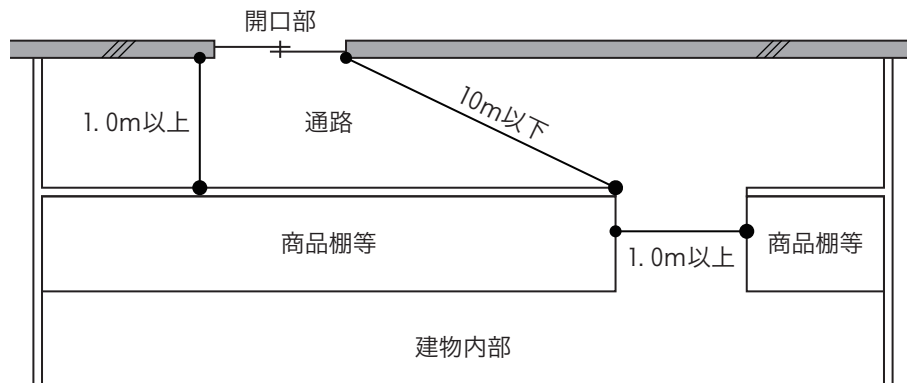 開口部
10m以下
1. 0m以上
通路
商品棚等
商品棚等
1. 0m以上
建物内部